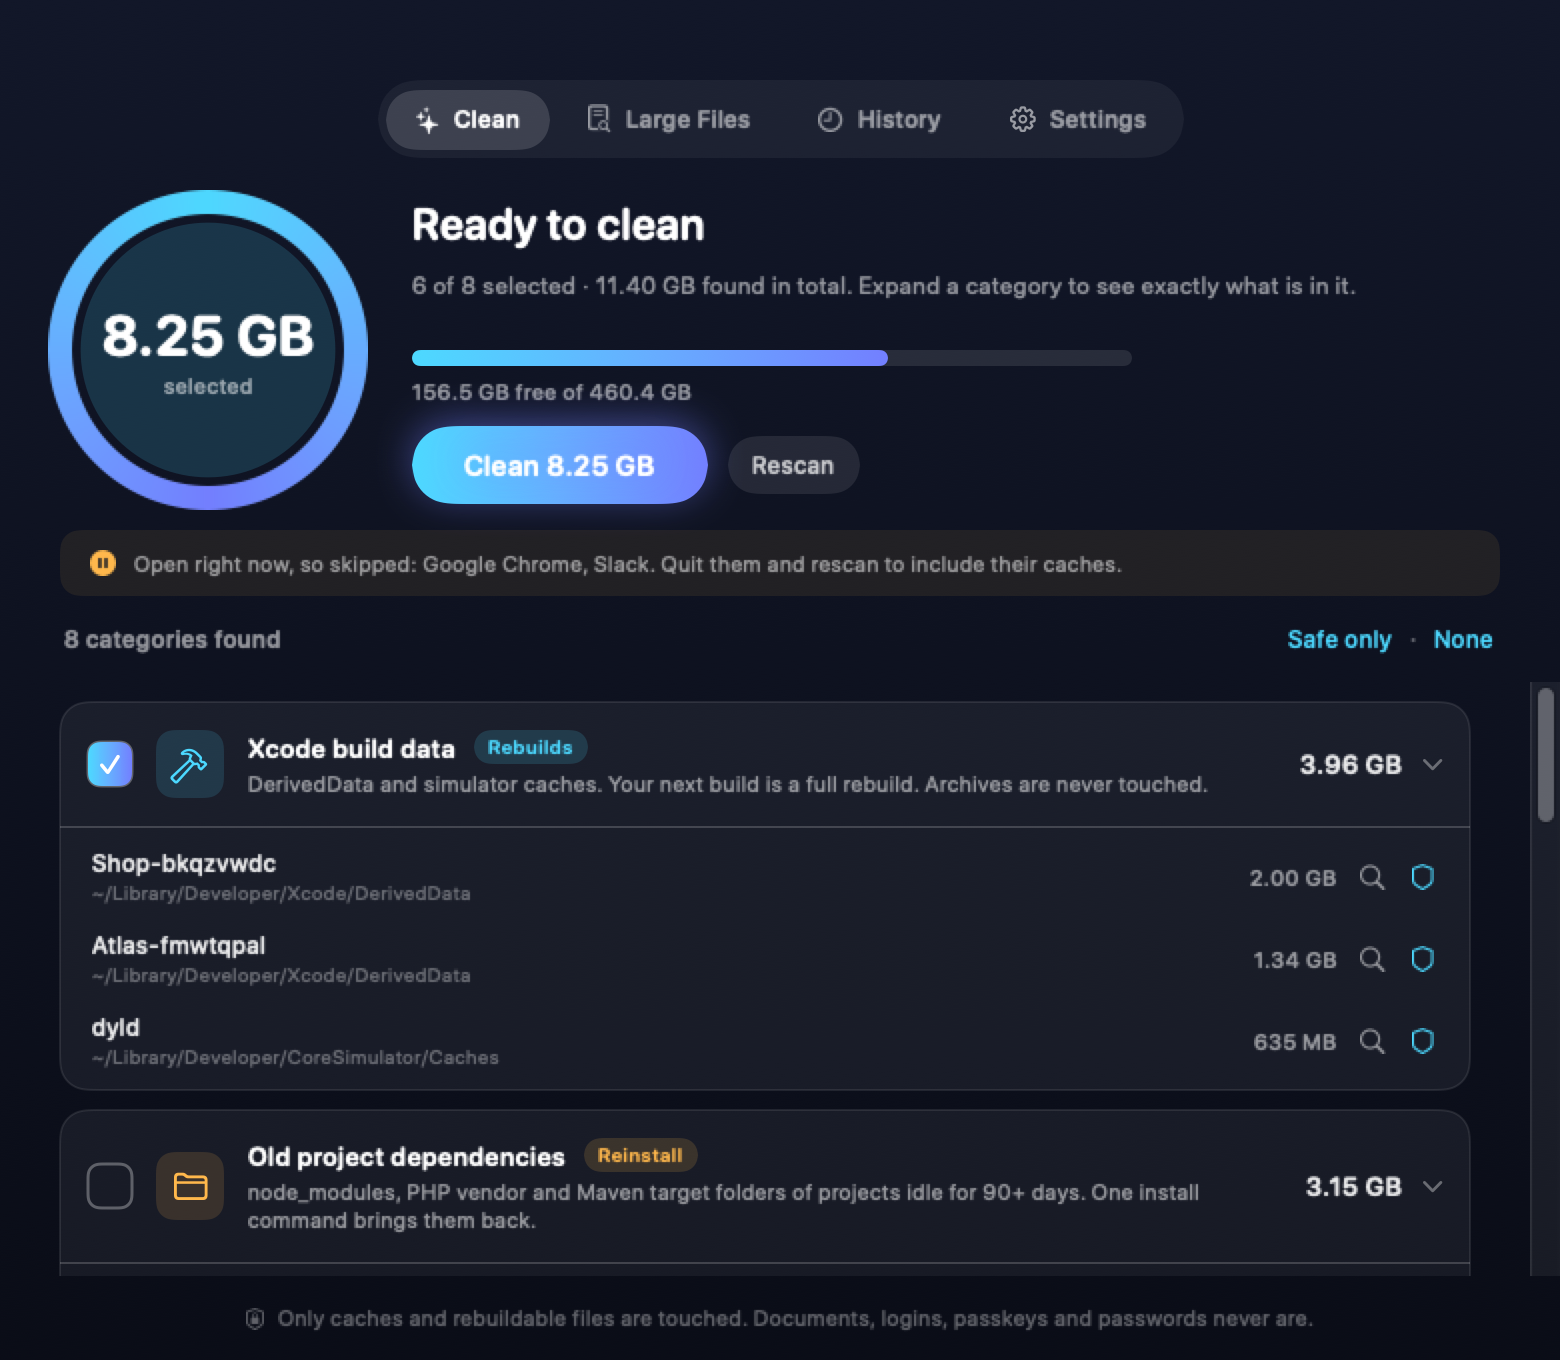 Clean
Large Files
History
Settings
8.25 GB
selected
Ready to clean
6 of 8 selected · 11.40 GB found in total. Expand a category to see exactly what is in it.
156.5 GB free of 460.4 GB
Clean 8.25 GB
Rescan
Open right now, so skipped: Google Chrome, Slack. Quit them and rescan to include their caches.
8 categories found
Safe only · None
Xcode build data Rebuilds
DerivedData and simulator caches. Your next build is a full rebuild. Archives are never touched.
3.96 GB
Shop-bkqzvwdc
~/Library/Developer/Xcode/DerivedData
2.00 GB
Atlas-fmwtqpal
~/Library/Developer/Xcode/DerivedData
1.34 GB
dyld
~/Library/Developer/CoreSimulator/Caches
635 MB
Old project dependencies Reinstall
node_modules, PHP vendor and Maven target folders of projects idle for 90+ days. One install
command brings them back.
3.15 GB
Only caches and rebuildable files are touched. Documents, logins, passkeys and passwords never are.